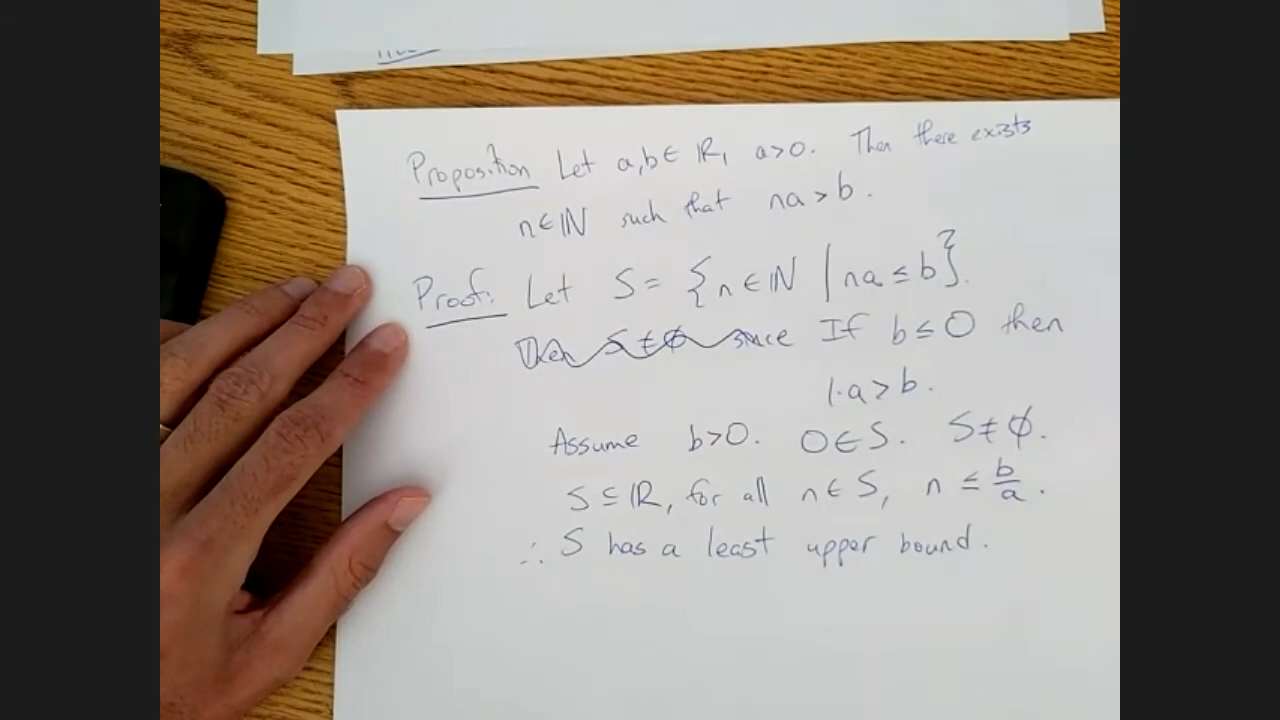 Proposition Let a,b ∈ ℝ, a>0. Then there exists
n∈ℕ such that na > b.
Proof: Let S = {n ∈ ℕ | na ≤ b}.
Then S ≠ ∅ since If b ≤ 0 then
1·a > b.
Assume b>0. 0 ∈ S. S ≠ ∅.
S ⊆ ℝ, for all n ∈ S, n ≤ b/a.
∴ S has a least upper bound.